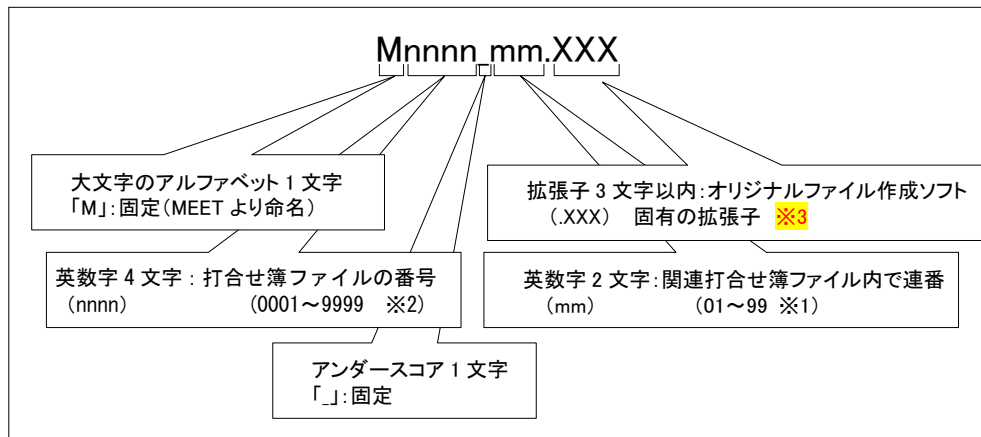 Mnnnn_mm.XXX
大文字のアルファベット 1 文字
「M」：固定（MEET より命名）
拡張子 3 文字以内：オリジナルファイル作成ソフト
（.XXX） 固有の拡張子 ※3
英数字 4 文字：打合せ簿ファイルの番号
（nnnn） （0001～9999 ※2）
英数字 2 文字：関連打合せ簿ファイル内で連番
（mm） （01～99 ※1）
アンダースコア 1 文字
「_」：固定